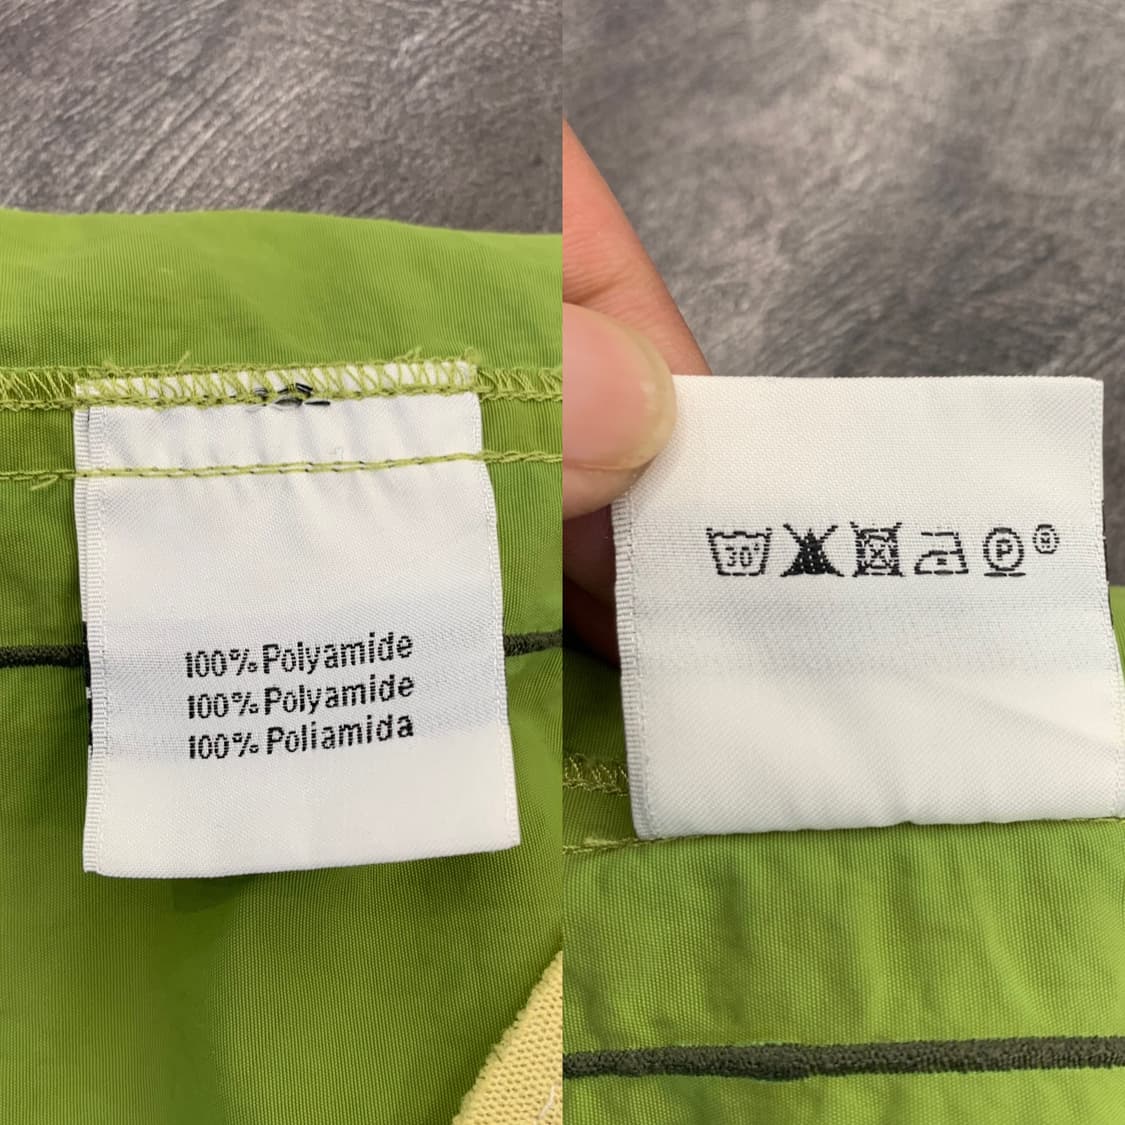 100% Polyamide
100% Polyamide
100% Poliamida
30°
P
M